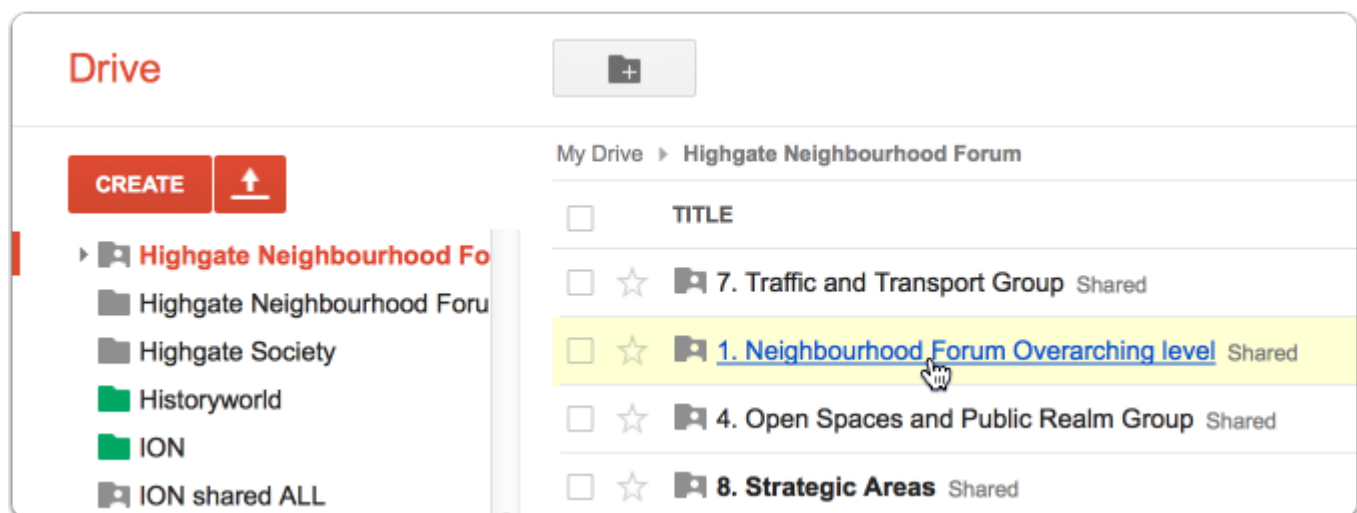 Drive
CREATE
Highgate Neighbourhood Fo
Highgate Neighbourhood Foru
Highgate Society
Historyworld
ION
ION shared ALL
My Drive Highgate Neighbourhood Forum
TITLE
7. Traffic and Transport Group Shared
1. Neighbourhood Forum Overarching level Shared
4. Open Spaces and Public Realm Group Shared
8. Strategic Areas Shared